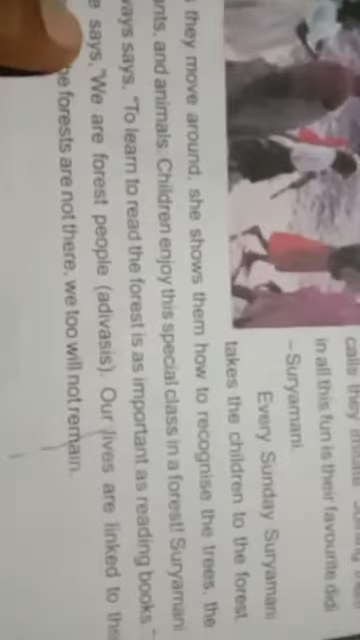 calls they
in all this fun is their favourite didi
– Suryamani.
Every Sunday Suryamani
takes the children to the forest.
they move around, she shows them how to recognise the trees, the
and animals. Children enjoy this special class in a forest! Suryamani
says, "To learn to read the forest is as important as reading books."
says, "We are forest people (adivasis). Our lives are linked to the
forests are not there, we too will not remain.